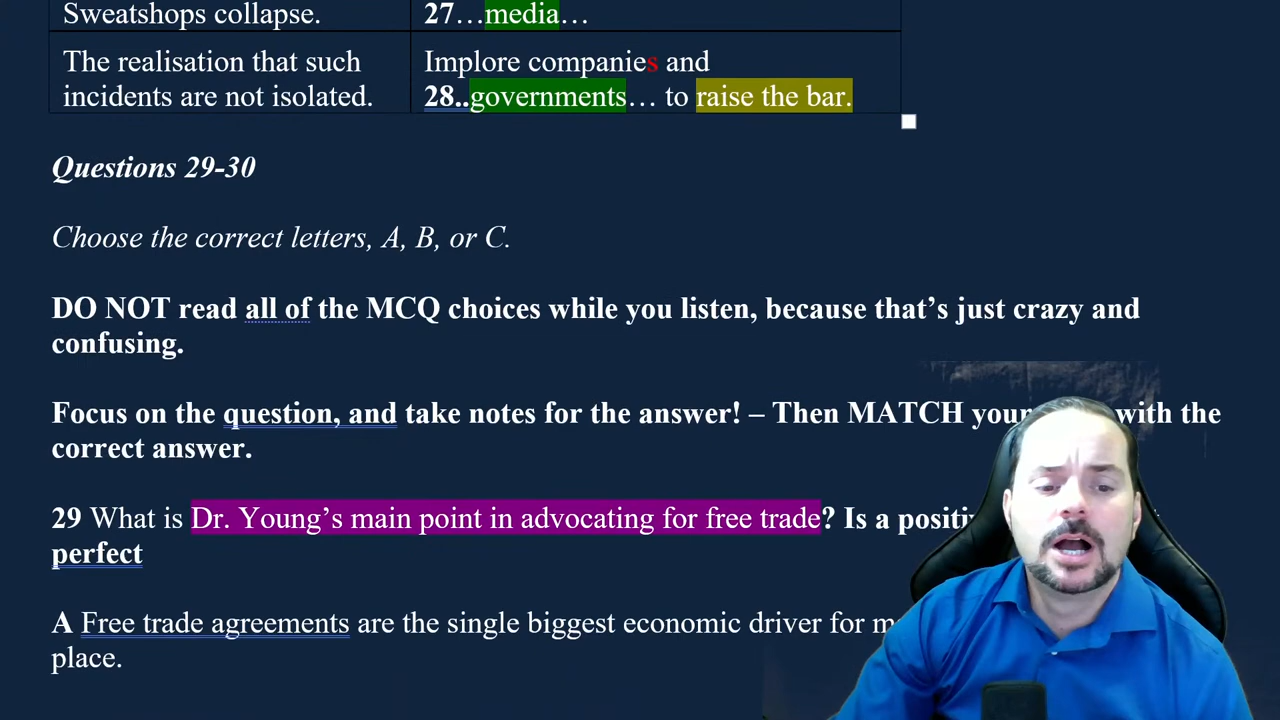 Sweatshops collapse.
27…media…
The realisation that such
incidents are not isolated.
Implore companies and
28..governments… to raise the bar.
Questions 29-30
Choose the correct letters, A, B, or C.
DO NOT read all of the MCQ choices while you listen, because that’s just crazy and
confusing.
Focus on the question, and take notes for the answer! – Then MATCH your with the
correct answer.
29 What is Dr. Young’s main point in advocating for free trade? Is a
perfect
A Free trade agreements are the single biggest economic driver for
place.